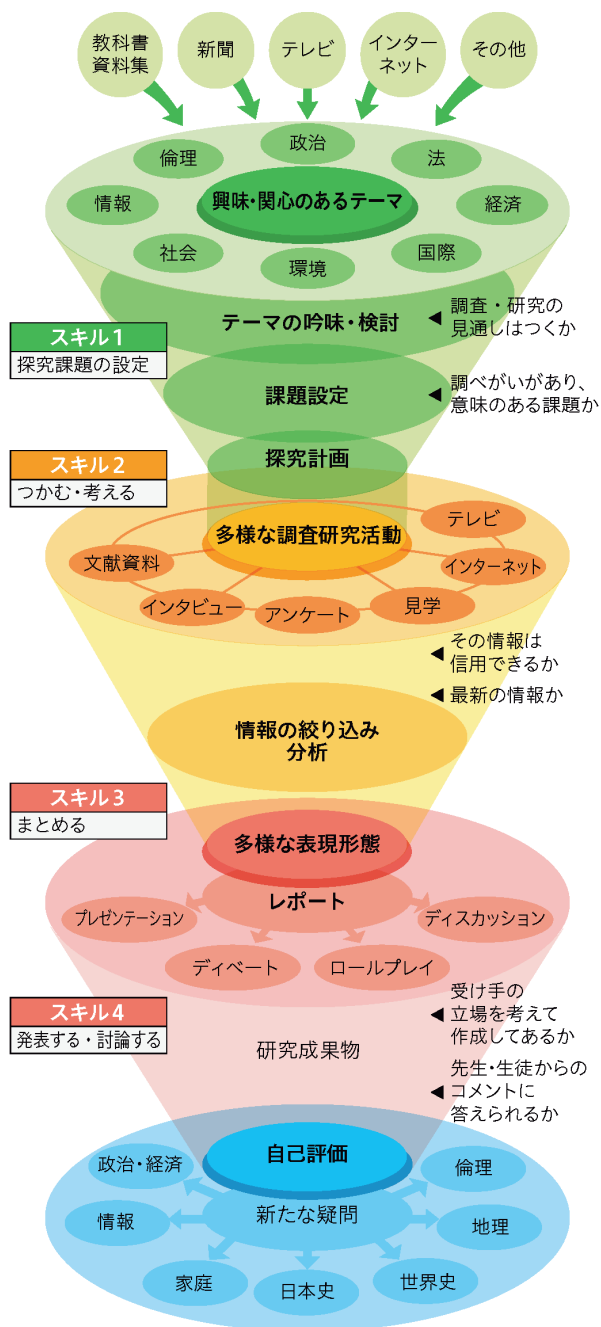 教科書
資料集
新聞
テレビ
インター
ネット
その他
政治
倫理
法
情報
興味・関心のあるテーマ
経済
社会
環境
国際
テーマの吟味・検討
◀ 調査・研究の
見通しはつくか
スキル1
探究課題の設定
課題設定
◀ 調べがいがあり、
意味のある課題か
探究計画
スキル2
つかむ・考える
多様な調査研究活動
テレビ
文献資料
インターネット
インタビュー
アンケート
見学
◀ その情報は
信用できるか
◀ 最新の情報か
情報の絞り込み
分析
スキル3
まとめる
多様な表現形態
レポート
プレゼンテーション
ディスカッション
ディベート
ロールプレイ
スキル4
発表する・討論する
◀ 受け手の
立場を考えて
作成してあるか
研究成果物
◀ 先生・生徒からの
コメントに
答えられるか
自己評価
政治・経済
倫理
新たな疑問
情報
地理
家庭
日本史
世界史